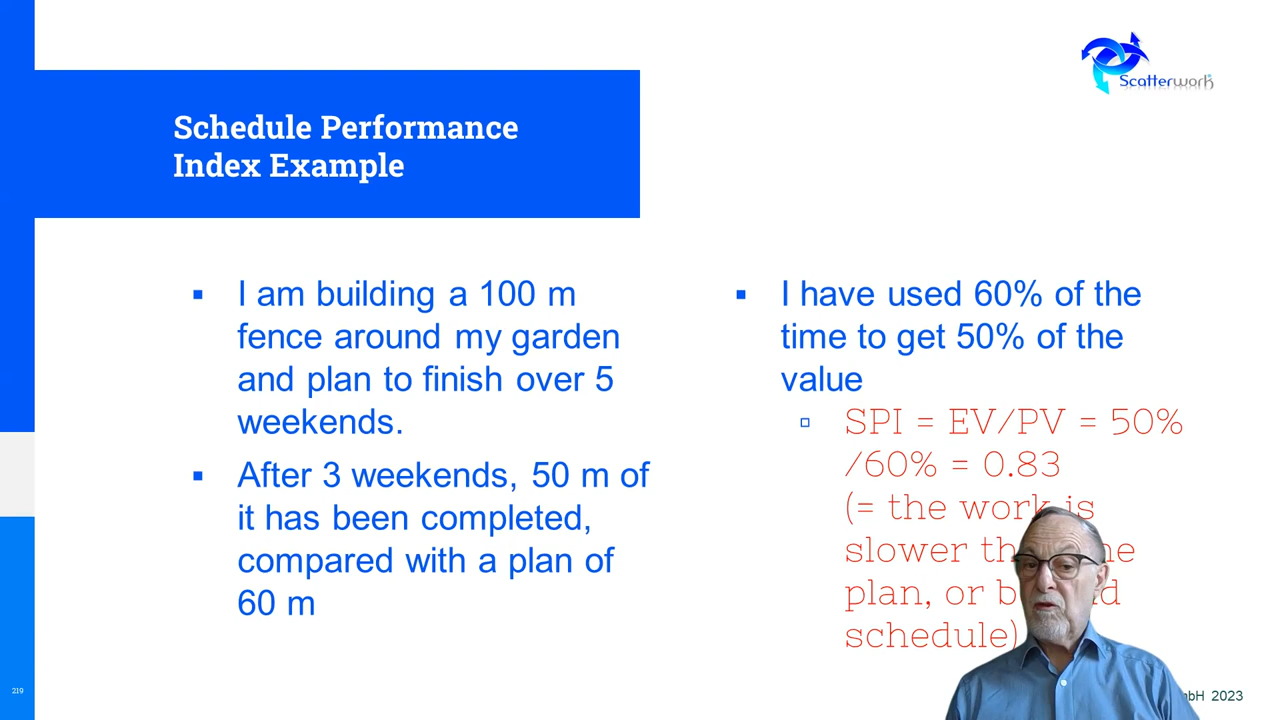 Scatterwork
Schedule Performance
Index Example
I am building a 100 m
fence around my garden
and plan to finish over 5
weekends.
After 3 weekends, 50 m of
it has been completed,
compared with a plan of
60 m
I have used 60% of the
time to get 50% of the
value
SPI = EV/PV = 50%
/60% = 0.83
(= the work is
slower
plan, or
schedule)
219
2023